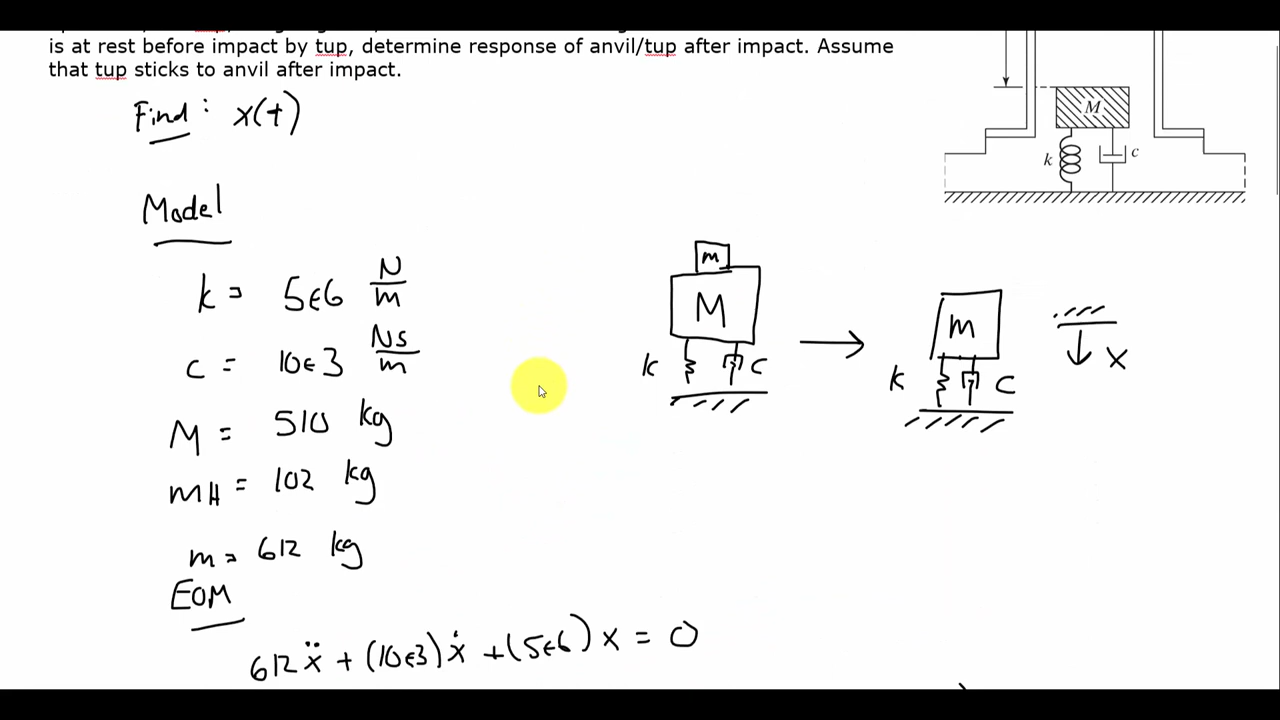 is at rest before impact by tup, determine response of anvil/tup after impact. Assume
that tup sticks to anvil after impact.
Find : x(t)
M
k
c
Model
k = 5e6 N/m
c = 10e3 Ns/m
M = 510 kg
mH = 102 kg
m = 612 kg
m
M
k
c
m
k
c
x
EOM
612 ẍ + (10e3) ẋ + (5e6) x = 0